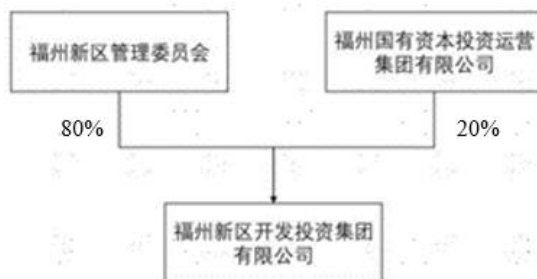 福州新区管理委员会
福州国有资本投资运营
集团有限公司
80%
20%
福州新区开发投资集团
有限公司